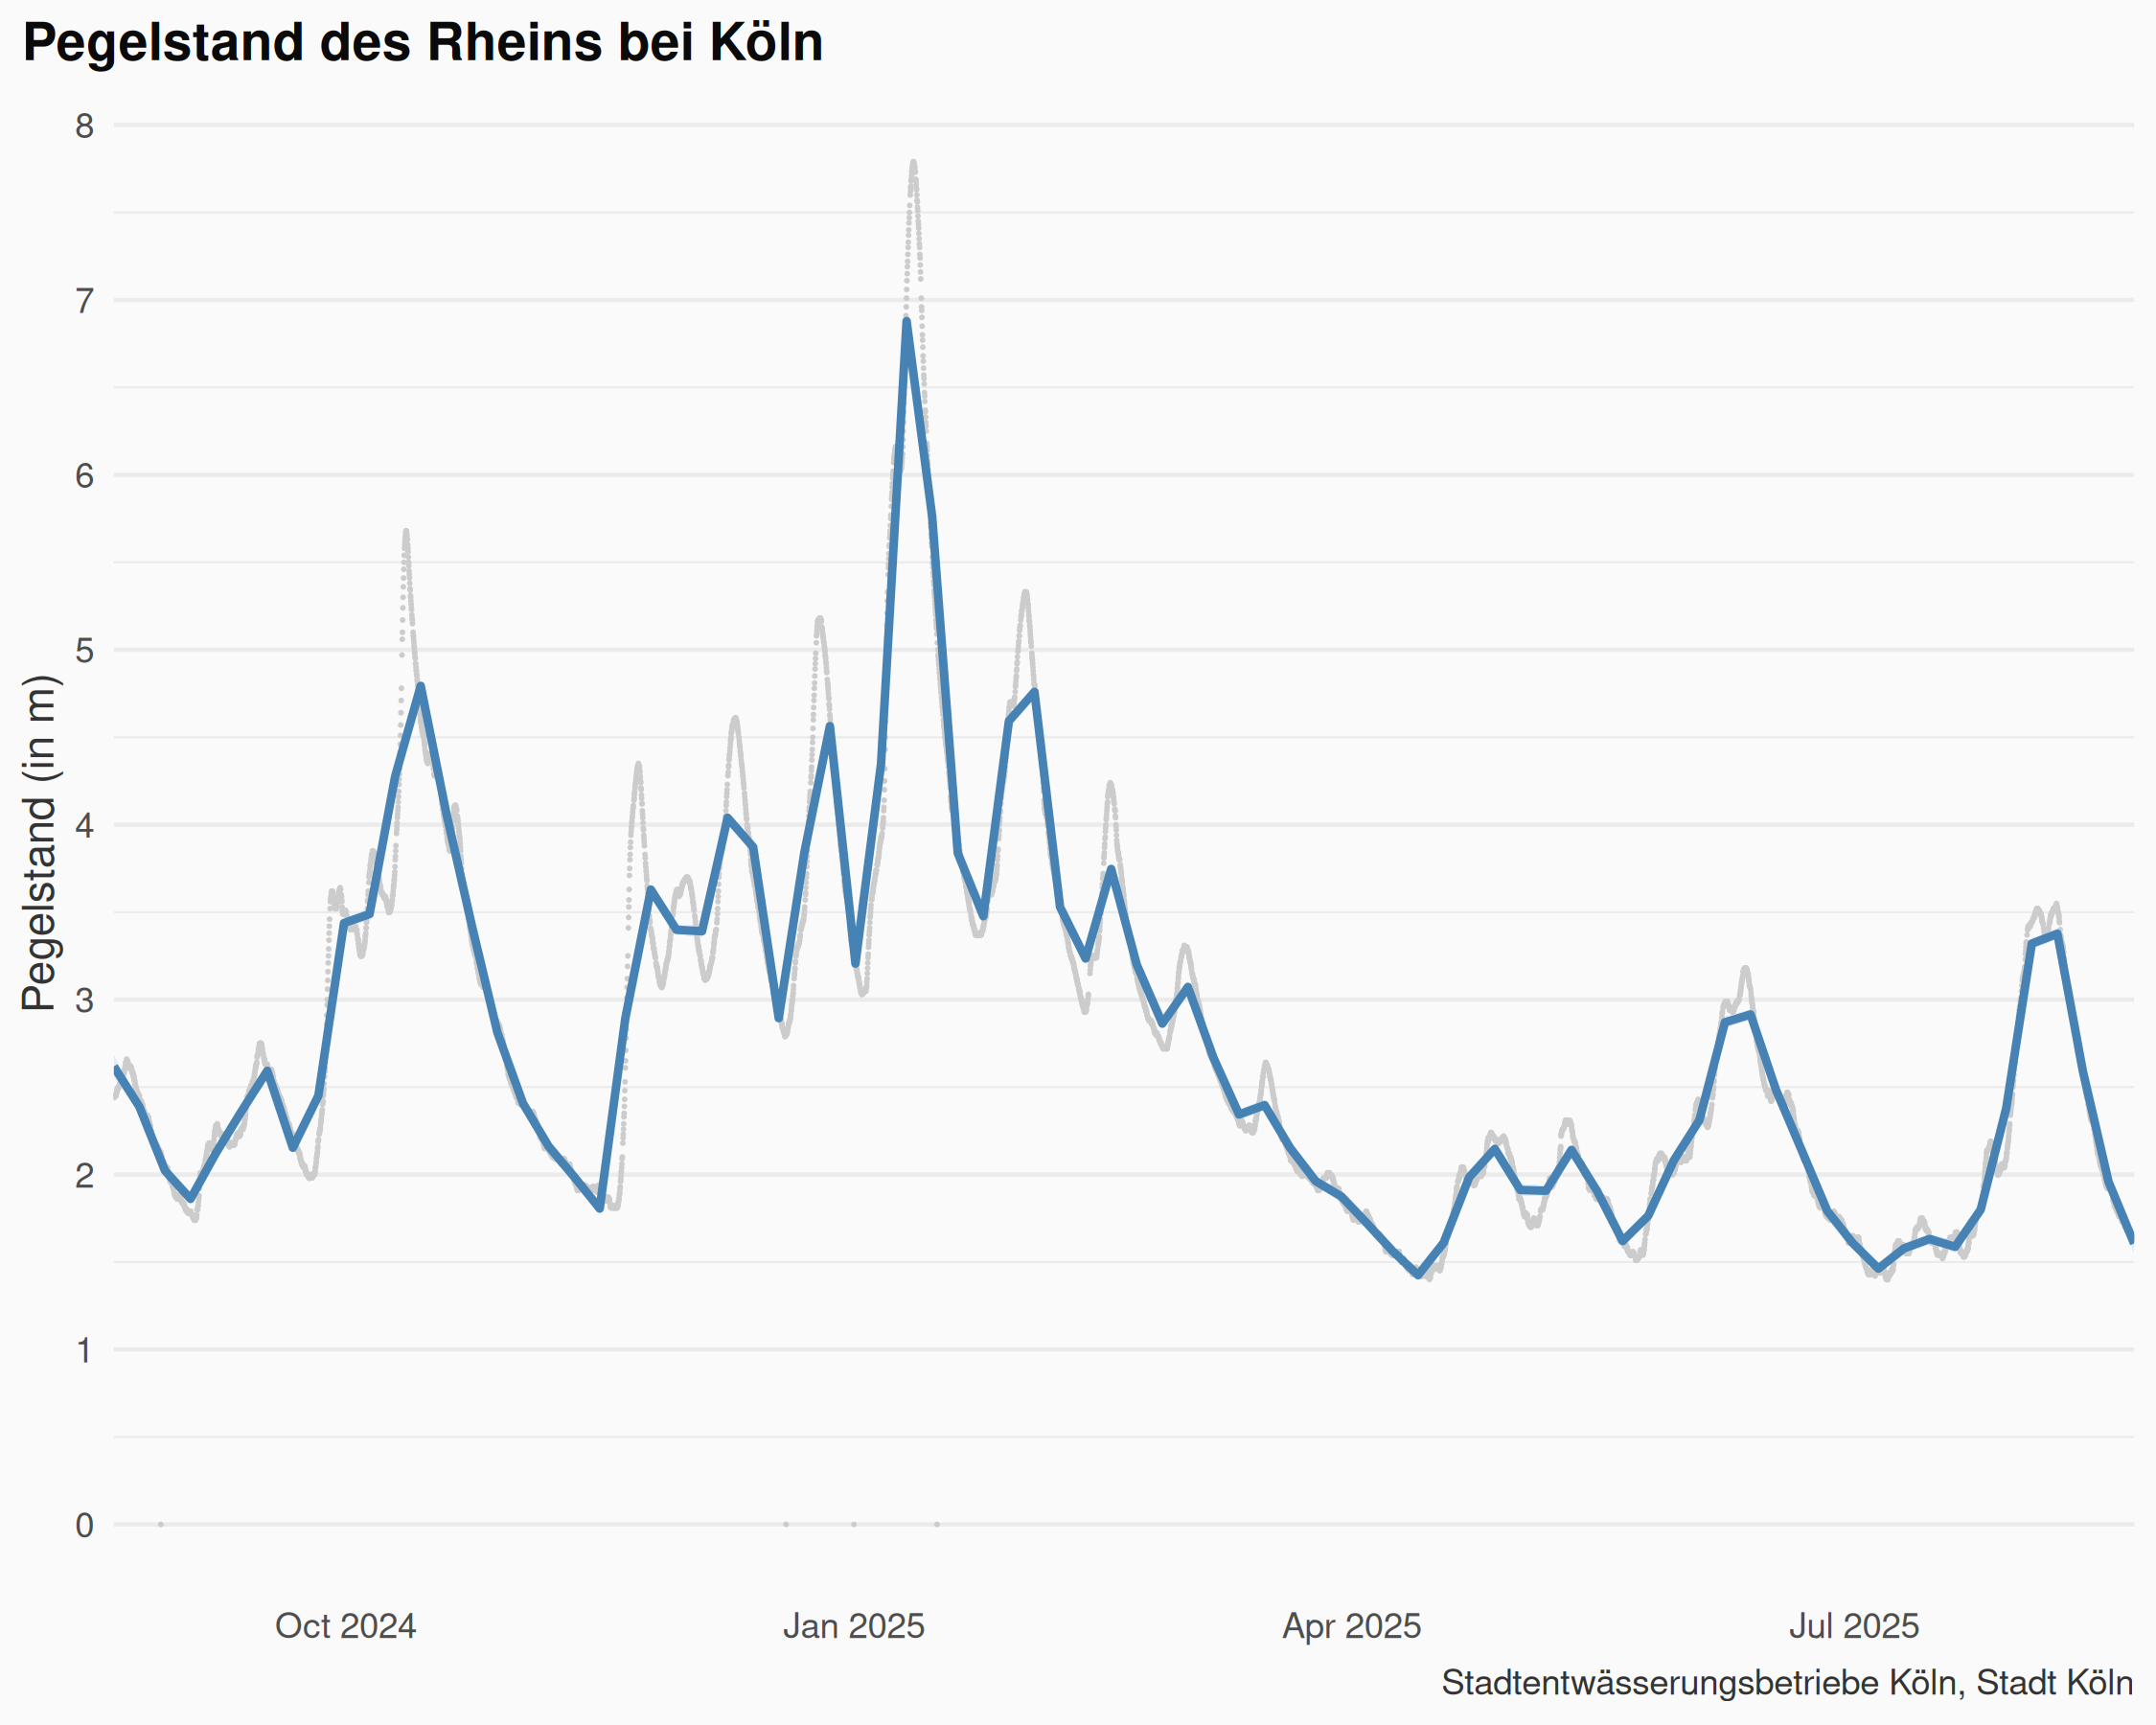 Pegelstand des Rheins bei Köln
Pegelstand (in m)
8
7
6
5
4
3
2
1
0
Oct 2024 Jan 2025 Apr 2025 Jul 2025
Stadtentwässerungsbetriebe Köln, Stadt Köln